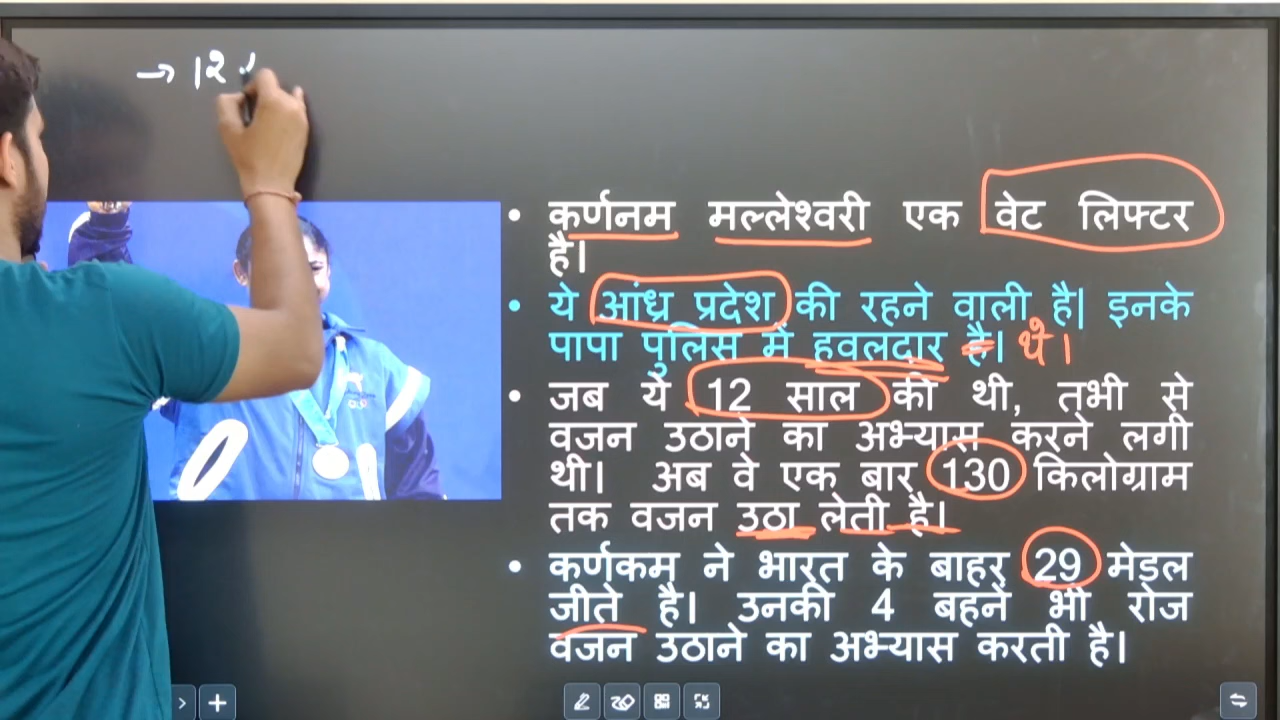 → 12
• कर्णनम मल्लेश्वरी एक वेट लिफ्टर
है।
• ये आंध्र प्रदेश की रहने वाली है| इनके
पापा पुलिस में हवलदार है। थे।
• जब ये 12 साल की थी, तभी से
वजन उठाने का अभ्यास करने लगी
थी। अब वे एक बार 130 किलोग्राम
तक वजन उठा लेती है।
• कर्णकम ने भारत के बाहर 29 मेडल
जीते है। उनकी 4 बहनें भी रोज
वजन उठाने का अभ्यास करती है।